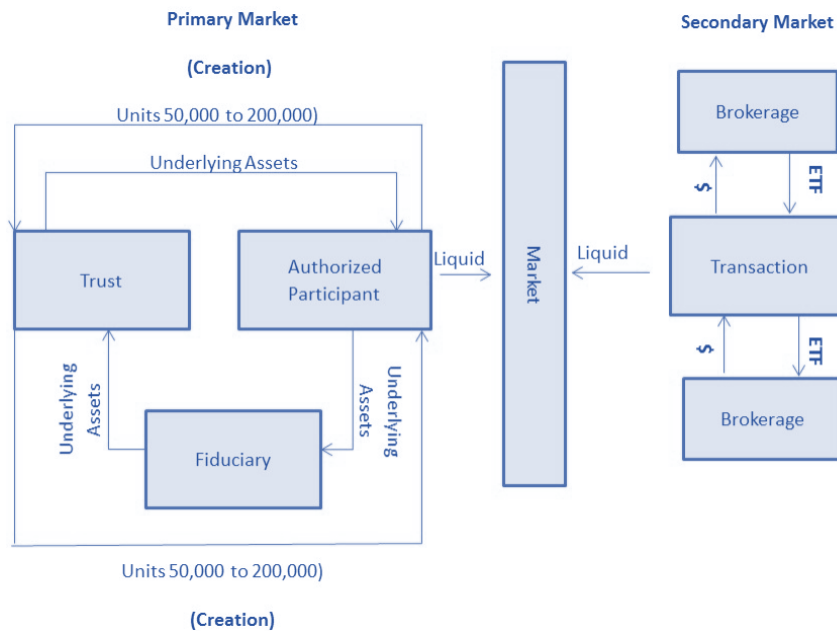 Primary Market
Secondary Market
(Creation)
Units 50,000 to 200,000)
Underlying Assets
Trust
Authorized
Participant
Liquid
Market
Liquid
Brokerage
$
ETF
Transaction
$
ETF
Brokerage
Underlying
Assets
Underlying
Assets
Fiduciary
Units 50,000 to 200,000)
(Creation)